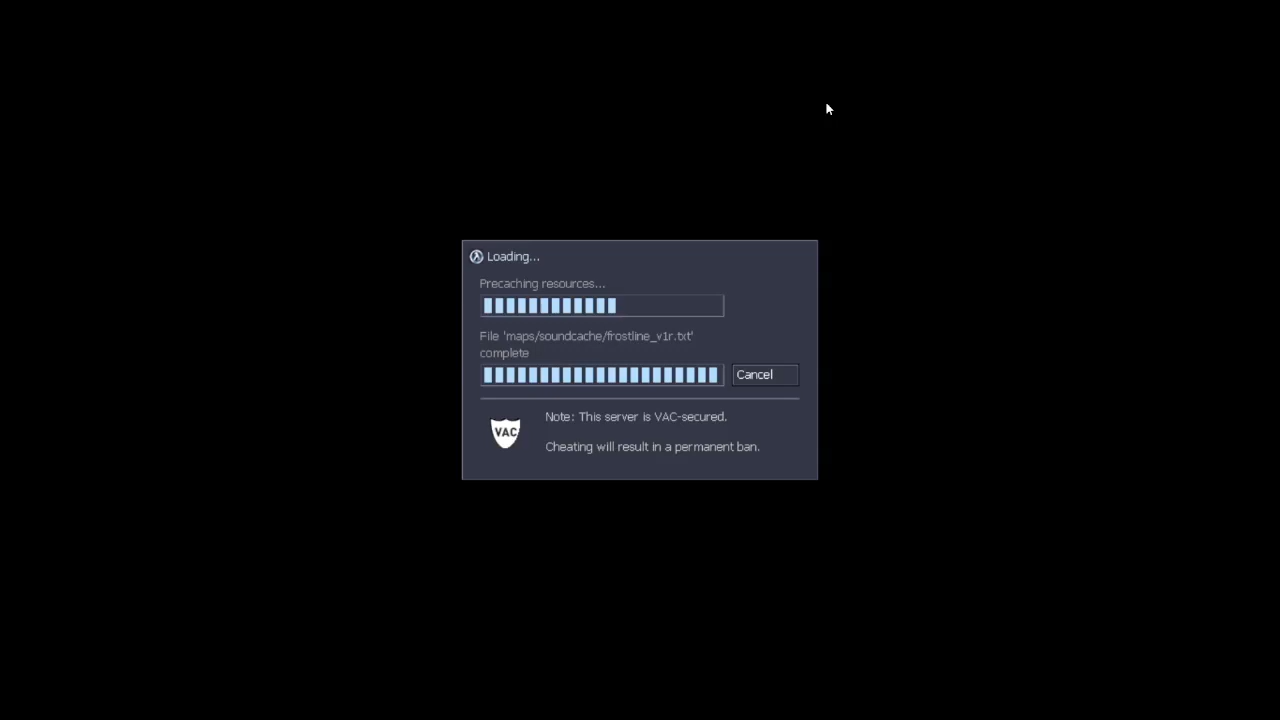 Loading...
Precaching resources...
File 'maps/soundcache/frostline_v1r.txt'
complete
Cancel
Note: This server is VAC-secured.
VAC
Cheating will result in a permanent ban.